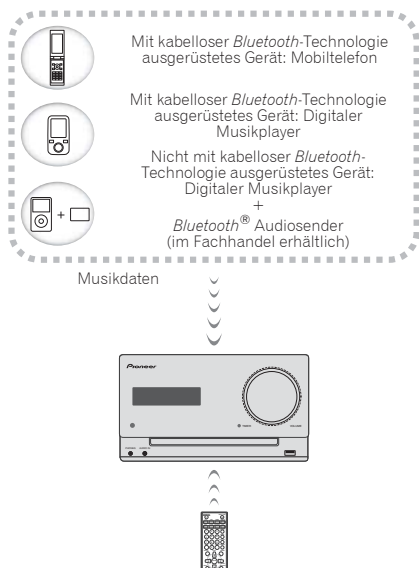 Mit kabelloser Bluetooth-Technologie
ausgerüstetes Gerät: Mobiltelefon
Mit kabelloser Bluetooth-Technologie
ausgerüstetes Gerät: Digitaler
Musikplayer
Nicht mit kabelloser Bluetooth-
Technologie ausgerüstetes Gerät:
Digitaler Musikplayer
+
+
Bluetooth® Audiosender
(im Fachhandel erhältlich)
Musikdaten
Pioneer